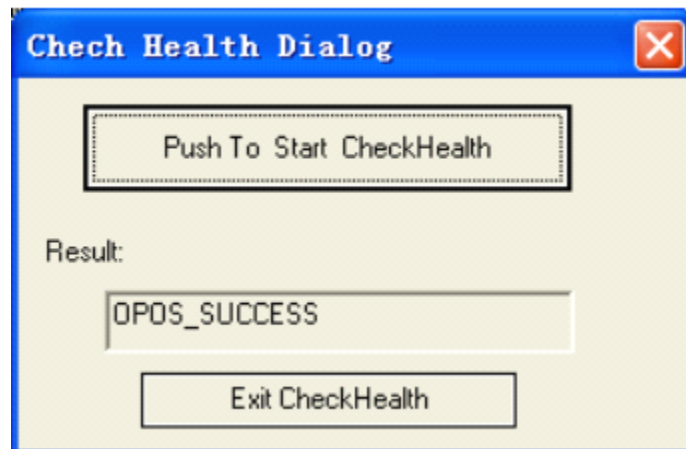 Chech Health Dialog
Push To Start CheckHealth
Result:
OPOS_SUCCESS
Exit CheckHealth